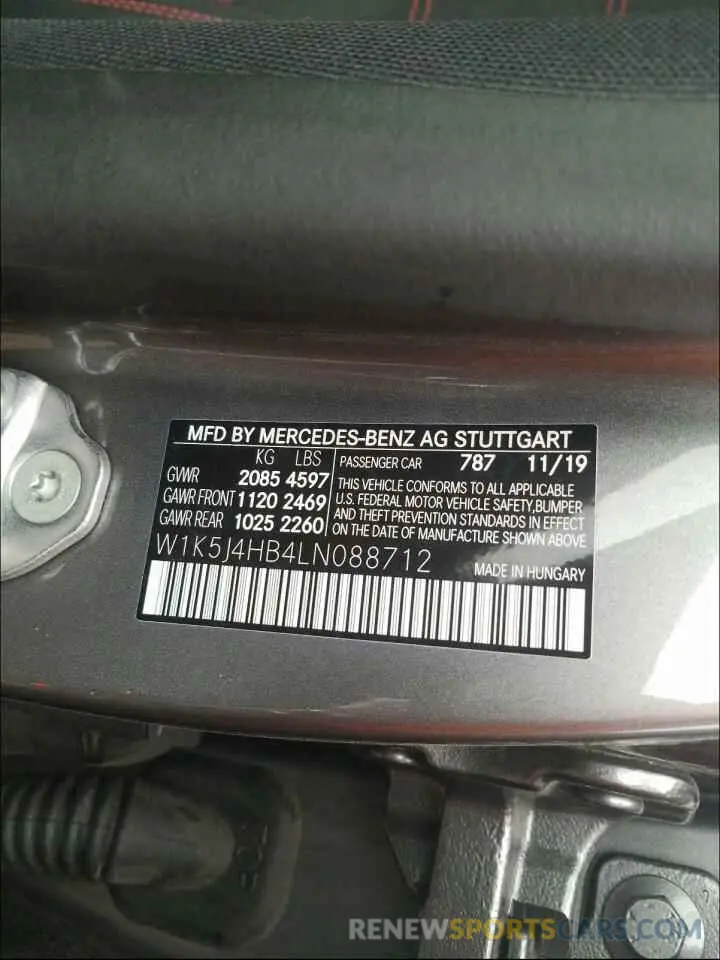 MFD BY MERCEDES-BENZ AG STUTTGART
KG LBS
GVWR 2085 4597
GAWR FRONT 1120 2469
GAWR REAR 1025 2260
PASSENGER CAR 787 11/19
THIS VEHICLE CONFORMS TO ALL APPLICABLE
U.S. FEDERAL MOTOR VEHICLE SAFETY,BUMPER
AND THEFT PREVENTION STANDARDS IN EFFECT
ON THE DATE OF MANUFACTURE SHOWN ABOVE
W1K5J4HB4LN088712
MADE IN HUNGARY
TOP
RENEWSPORTSCARS.COM